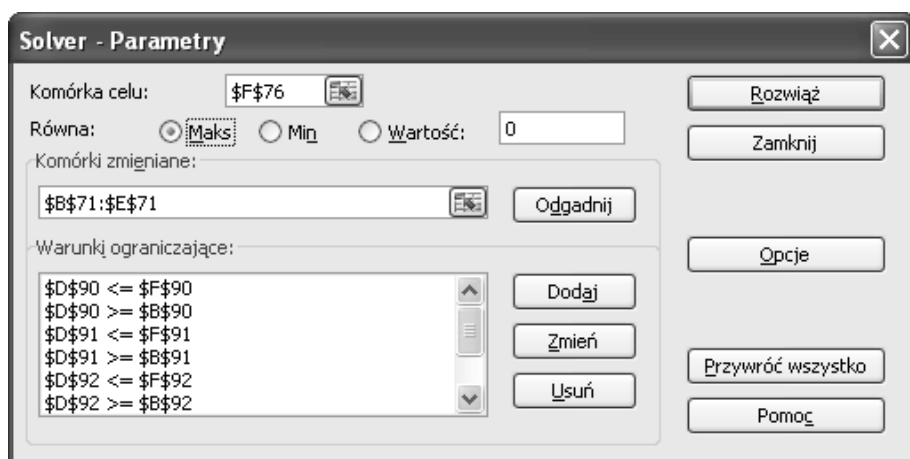 Solver - Parametry
Komórka celu: $F$76
Rozwiąż
Równa: Maks Min Wartość: 0
Zamknij
Komórki zmieniane:
$B$71:$E$71
Odgadnij
Warunki ograniczające:
Opcje
$D$90 <= $F$90
Dodaj
$D$90 >= $B$90
$D$91 <= $F$91
Zmień
$D$91 >= $B$91
$D$92 <= $F$92
Przywróć wszystko
$D$92 >= $B$92
Usuń
Pomoc